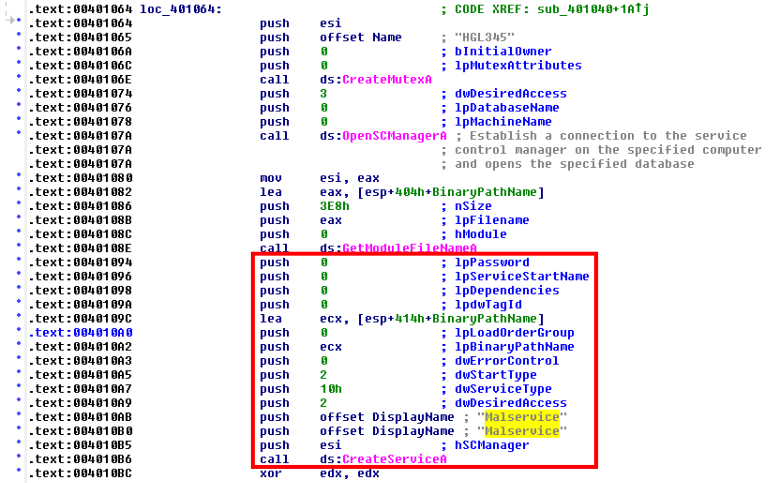 .text:00401064 loc_401064: ; CODE XREF: sub_401040+1A↑j
.text:00401064 push esi
.text:00401065 push offset Name ; "HGL345"
.text:0040106A push 0 ; bInitialOwner
.text:0040106C push 0 ; lpMutexAttributes
.text:0040106E call ds:CreateMutexA
.text:00401074 push 3 ; dwDesiredAccess
.text:00401076 push 0 ; lpDatabaseName
.text:00401078 push 0 ; lpMachineName
.text:0040107A call ds:OpenSCManagerA ; Establish a connection to the service
.text:0040107A ; control manager on the specified computer
.text:0040107A ; and opens the specified database
.text:00401080 mov esi, eax
.text:00401082 lea eax, [esp+404h+BinaryPathName]
.text:00401086 push 3E8h ; nSize
.text:0040108B push eax ; lpFilename
.text:0040108C push 0 ; hModule
.text:0040108E call ds:GetModuleFileNameA
.text:00401094 push 0 ; lpPassword
.text:00401096 push 0 ; lpServiceStartName
.text:00401098 push 0 ; lpDependencies
.text:0040109A push 0 ; lpdwTagId
.text:0040109C lea ecx, [esp+414h+BinaryPathName]
.text:004010A0 push 0 ; lpLoadOrderGroup
.text:004010A2 push ecx ; lpBinaryPathName
.text:004010A3 push 0 ; dwErrorControl
.text:004010A5 push 2 ; dwStartType
.text:004010A7 push 10h ; dwServiceType
.text:004010A9 push 2 ; dwDesiredAccess
.text:004010AB push offset DisplayName ; "Malservice"
.text:004010B0 push offset DisplayName ; "Malservice"
.text:004010B5 push esi ; hSCManager
.text:004010B6 call ds:CreateServiceA
.text:004010BC xor edx, edx